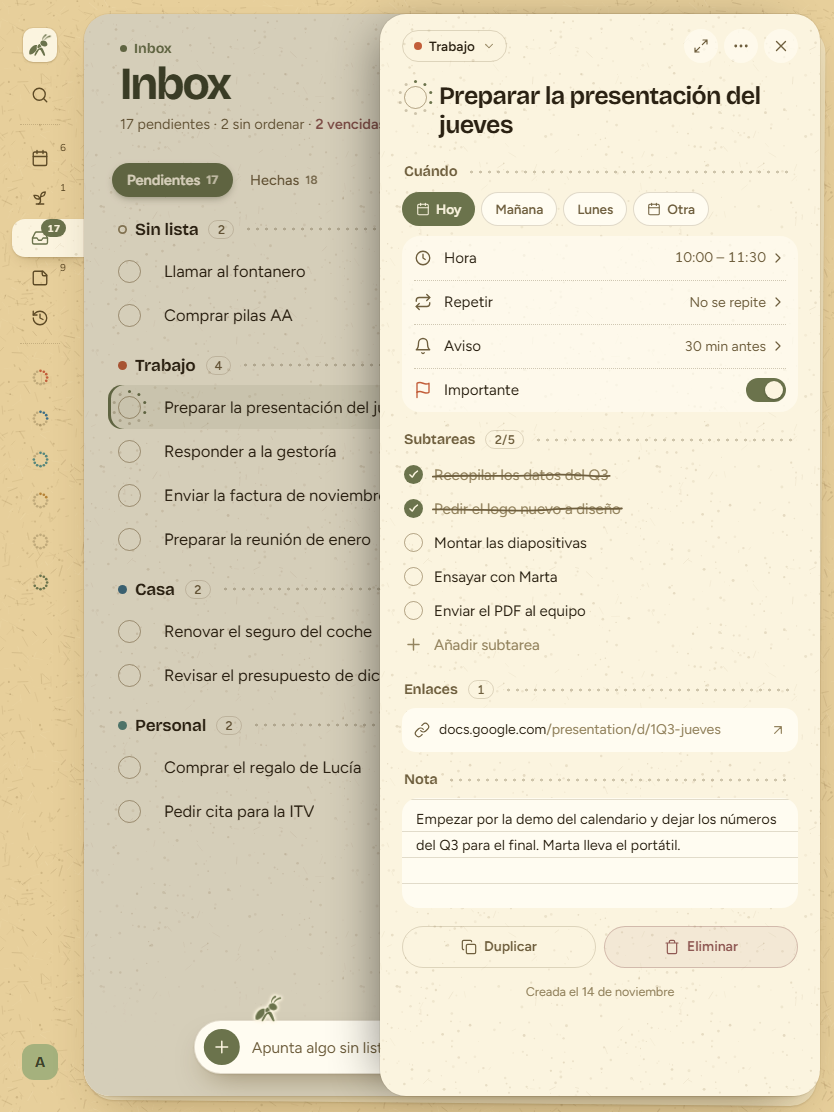 Inbox
Inbox
17 pendientes · 2 sin ordenar · 2 vencidas
Pendientes 17
Hechas 18
6
1
17
9
Sin lista 2
Llamar al fontanero
Comprar pilas AA
Trabajo 4
Preparar la presentación del ju
Responder a la gestoría
Enviar la factura de noviembre
Preparar la reunión de enero
Casa 2
Renovar el seguro del coche
Revisar el presupuesto de dic
Personal 2
Comprar el regalo de Lucía
Pedir cita para la ITV
Apunta algo sin list
A
Trabajo
Preparar la presentación del
jueves
Cuándo
Hoy
Mañana
Lunes
Otra
Hora 10:00 – 11:30
Repetir No se repite
Aviso 30 min antes
Importante
Subtareas 2/5
Recopilar los datos del Q3
Pedir el logo nuevo a diseño
Montar las diapositivas
Ensayar con Marta
Enviar el PDF al equipo
Añadir subtarea
Enlaces 1
docs.google.com/presentation/d/1Q3-jueves
Nota
Empezar por la demo del calendario y dejar los números
del Q3 para el final. Marta lleva el portátil.
Duplicar
Eliminar
Creada el 14 de noviembre